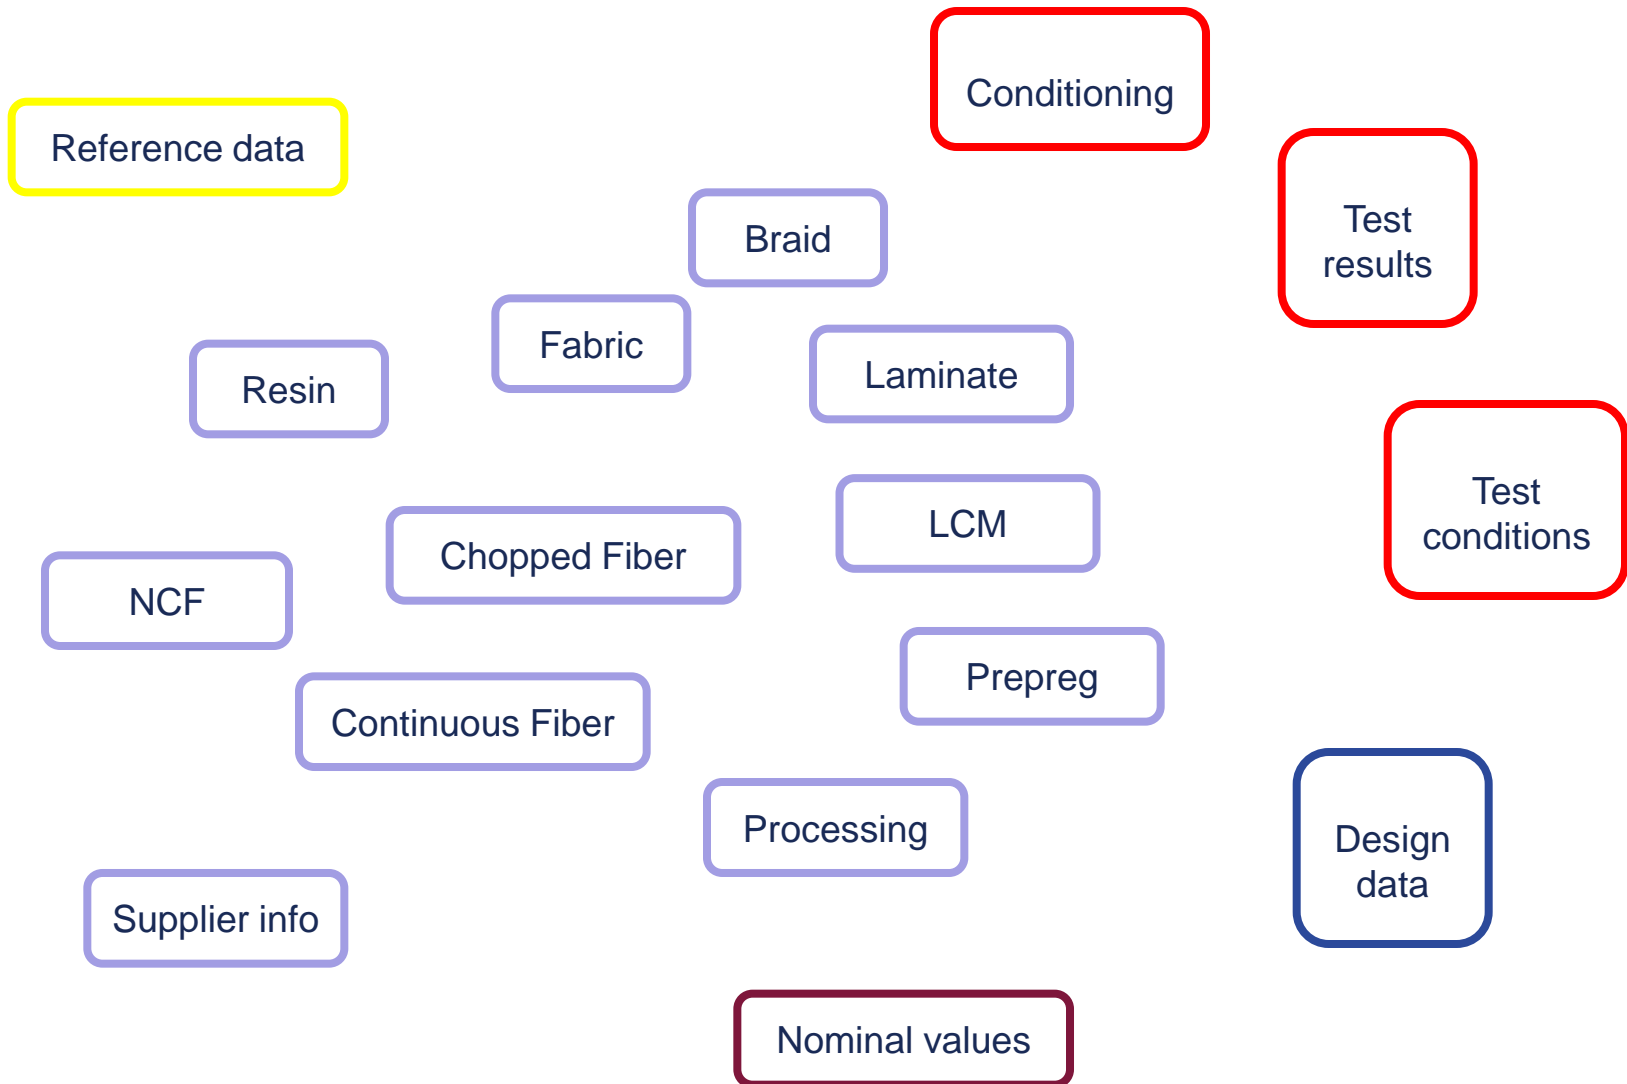 Conditioning
Reference data
Test
results
Braid
Fabric
Laminate
Resin
Test
conditions
LCM
Chopped Fiber
NCF
Prepreg
Continuous Fiber
Processing
Design
data
Supplier info
Nominal values